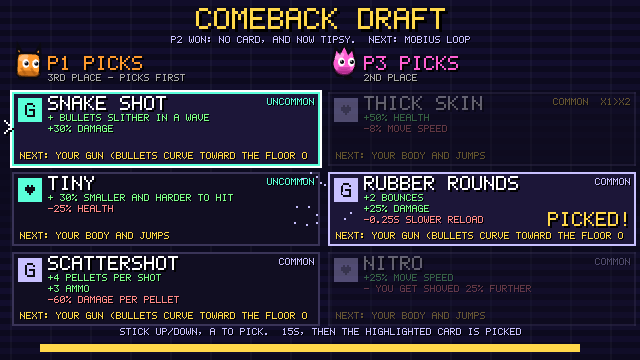 COMEBACK DRAFT
P2 WON: NO CARD, AND NOW TIPSY.  NEXT: MOBIUS LOOP
P1 PICKS
3RD PLACE - PICKS FIRST
G
SNAKE SHOT
UNCOMMON
+ BULLETS SLITHER IN A WAVE
+30% DAMAGE
NEXT: YOUR GUN (BULLETS CURVE TOWARD THE FLOOR O
TINY
UNCOMMON
+ 30% SMALLER AND HARDER TO HIT
-25% HEALTH
NEXT: YOUR BODY AND JUMPS
G
SCATTERSHOT
COMMON
+4 PELLETS PER SHOT
+3 AMMO
-60% DAMAGE PER PELLET
NEXT: YOUR GUN (BULLETS CURVE TOWARD THE FLOOR O
P3 PICKS
2ND PLACE
THICK SKIN
COMMON X1>X2
+50% HEALTH
-8% MOVE SPEED
NEXT: YOUR BODY AND JUMPS
G
RUBBER ROUNDS
COMMON
+2 BOUNCES
+25% DAMAGE
-0.25S SLOWER RELOAD
PICKED!
NEXT: YOUR GUN (BULLETS CURVE TOWARD THE FLOOR O
NITRO
COMMON
+25% MOVE SPEED
- YOU GET SHOVED 25% FURTHER
NEXT: YOUR BODY AND JUMPS
STICK UP/DOWN, A TO PICK.  15S, THEN THE HIGHLIGHTED CARD IS PICKED